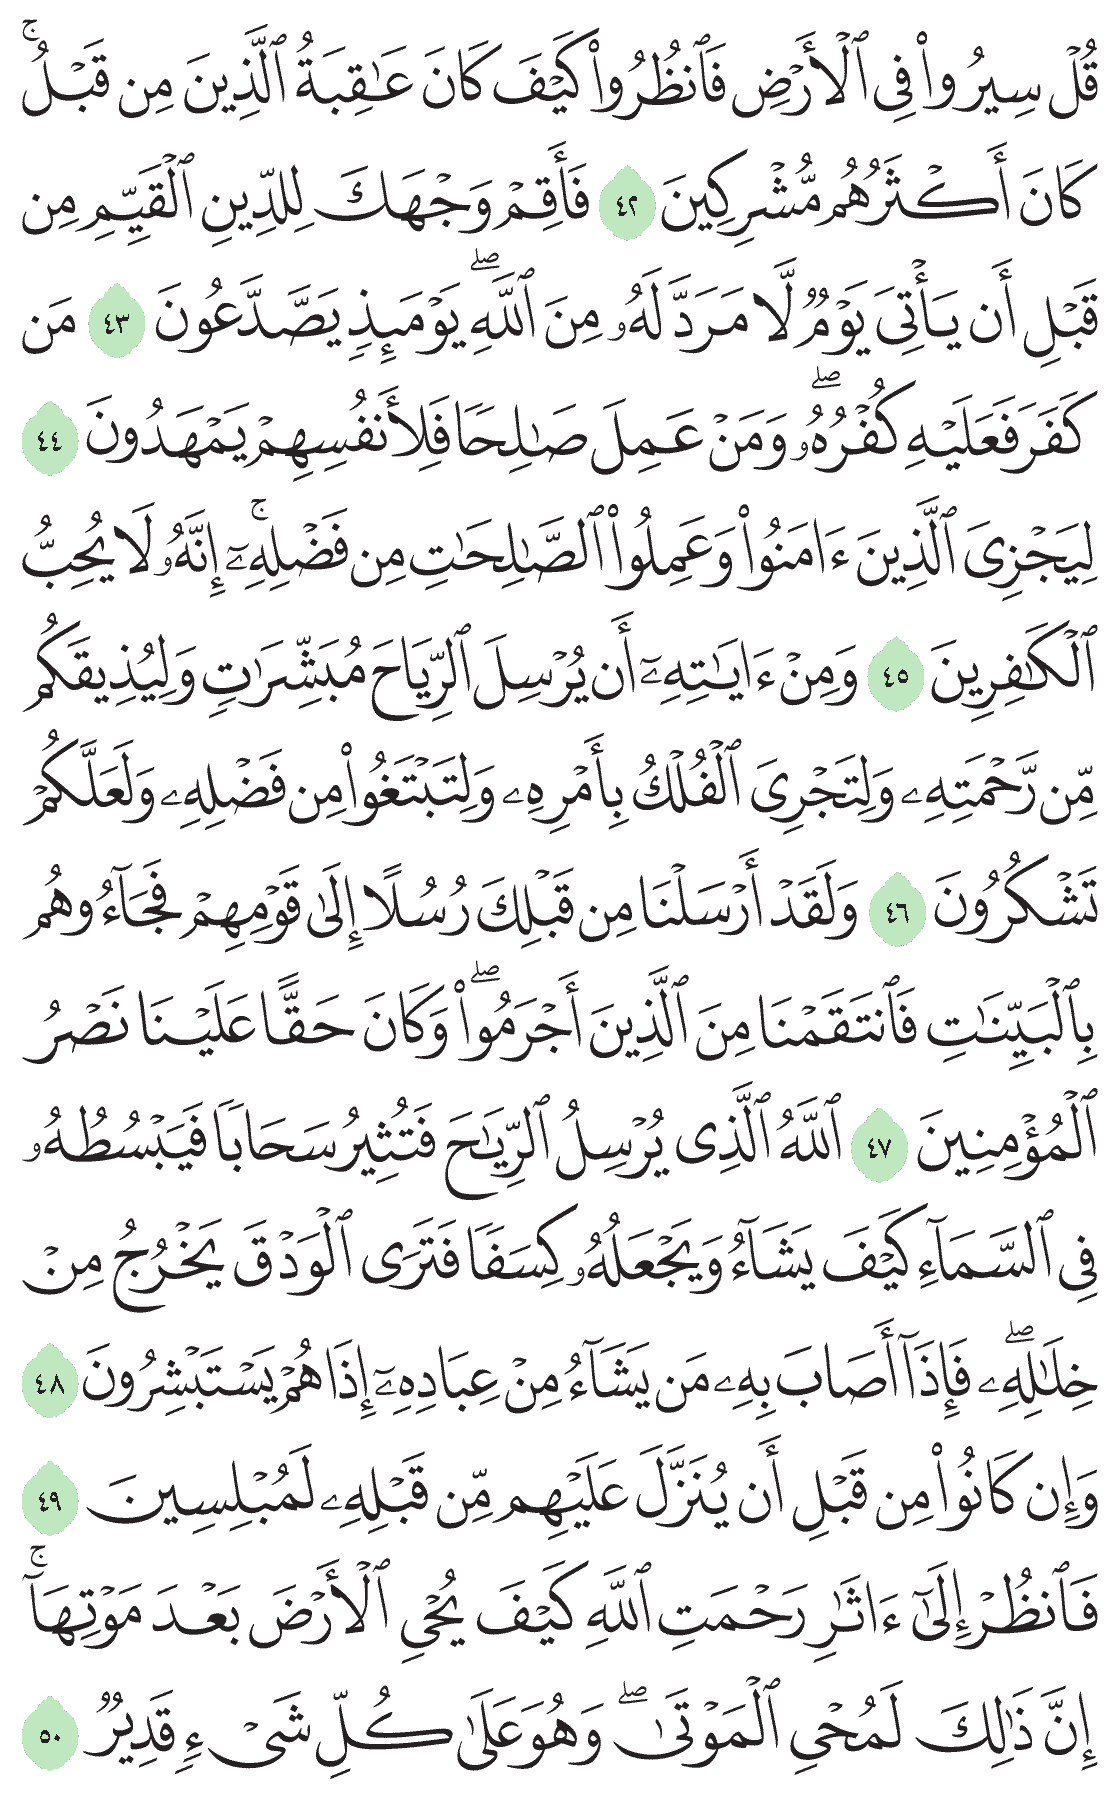 قُلۡ سِيرُواْ فِي ٱلۡأَرۡضِ فَٱنظُرُواْ كَيۡفَ كَانَ عَٰقِبَةُ ٱلَّذِينَ مِن قَبۡلُۚ
كَانَ أَكۡثَرُهُم مُّشۡرِكِينَ ٤٢ فَأَقِمۡ وَجۡهَكَ لِلدِّينِ ٱلۡقَيِّمِ مِن
قَبۡلِ أَن يَأۡتِيَ يَوۡمٞ لَّا مَرَدَّ لَهُۥ مِنَ ٱللَّهِۖ يَوۡمَئِذٖ يَصَّدَّعُونَ ٤٣ مَن
كَفَرَ فَعَلَيۡهِ كُفۡرُهُۥۖ وَمَنۡ عَمِلَ صَٰلِحٗا فَلِأَنفُسِهِمۡ يَمۡهَدُونَ ٤٤
لِيَجۡزِيَ ٱلَّذِينَ ءَامَنُواْ وَعَمِلُواْ ٱلصَّٰلِحَٰتِ مِن فَضۡلِهِۦٓۚ إِنَّهُۥ لَا يُحِبُّ
ٱلۡكَٰفِرِينَ ٤٥ وَمِنۡ ءَايَٰتِهِۦٓ أَن يُرۡسِلَ ٱلرِّيَاحَ مُبَشِّرَٰتٖ وَلِيُذِيقَكُم
مِّن رَّحۡمَتِهِۦ وَلِتَجۡرِيَ ٱلۡفُلۡكُ بِأَمۡرِهِۦ وَلِتَبۡتَغُواْ مِن فَضۡلِهِۦ وَلَعَلَّكُمۡ
تَشۡكُرُونَ ٤٦ وَلَقَدۡ أَرۡسَلۡنَا مِن قَبۡلِكَ رُسُلًا إِلَىٰ قَوۡمِهِمۡ فَجَآءُوهُم
بِٱلۡبَيِّنَٰتِ فَٱنتَقَمۡنَا مِنَ ٱلَّذِينَ أَجۡرَمُواْۖ وَكَانَ حَقًّا عَلَيۡنَا نَصۡرُ
ٱلۡمُؤۡمِنِينَ ٤٧ ٱللَّهُ ٱلَّذِي يُرۡسِلُ ٱلرِّيَٰحَ فَتُثِيرُ سَحَابٗا فَيَبۡسُطُهُۥ
فِي ٱلسَّمَآءِ كَيۡفَ يَشَآءُ وَيَجۡعَلُهُۥ كِسَفٗا فَتَرَى ٱلۡوَدۡقَ يَخۡرُجُ مِنۡ
خِلَٰلِهِۦۖ فَإِذَآ أَصَابَ بِهِۦ مَن يَشَآءُ مِنۡ عِبَادِهِۦٓ إِذَا هُمۡ يَسۡتَبۡشِرُونَ ٤٨
وَإِن كَانُواْ مِن قَبۡلِ أَن يُنَزَّلَ عَلَيۡهِم مِّن قَبۡلِهِۦ لَمُبۡلِسِينَ ٤٩
فَٱنظُرۡ إِلَىٰٓ ءَاثَٰرِ رَحۡمَتِ ٱللَّهِ كَيۡفَ يُحۡيِ ٱلۡأَرۡضَ بَعۡدَ مَوۡتِهَآۚ
إِنَّ ذَٰلِكَ لَمُحۡيِ ٱلۡمَوۡتَىٰۖ وَهُوَ عَلَىٰ كُلِّ شَيۡءٖ قَدِيرٞ ٥٠